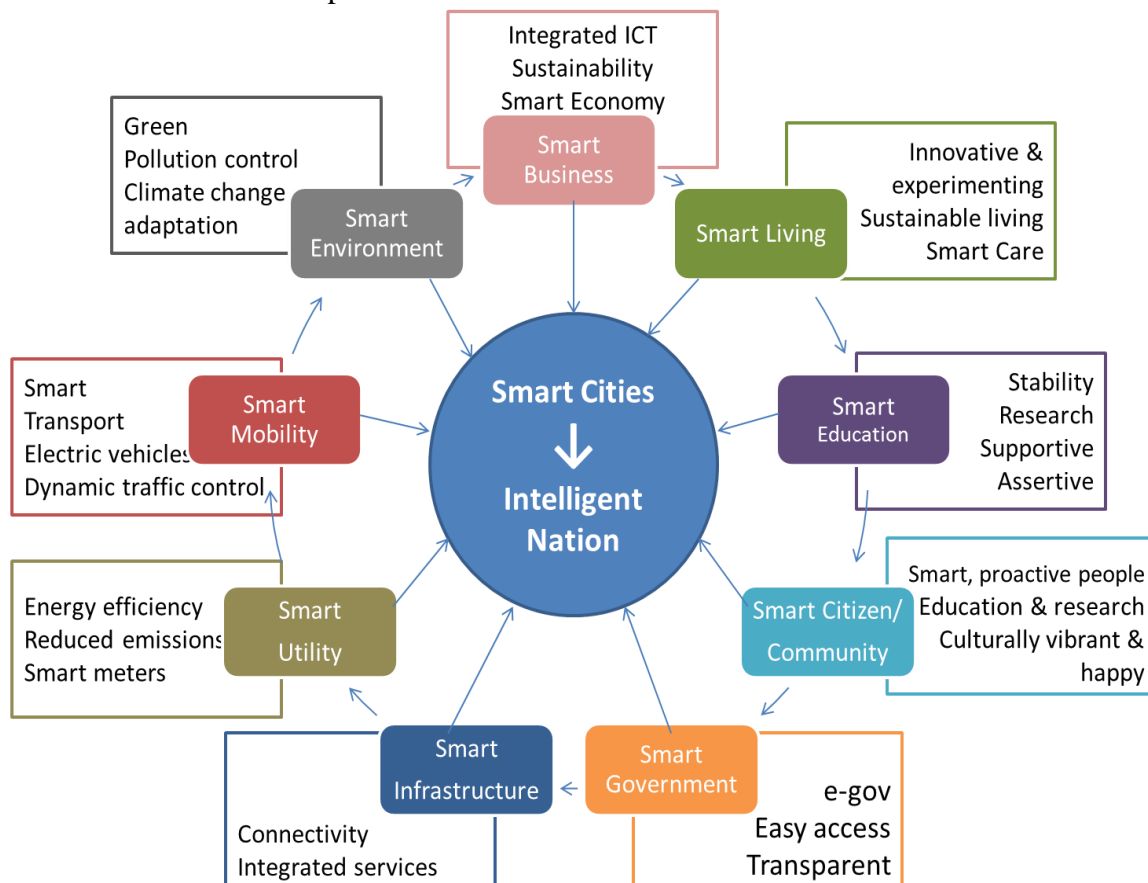 Integrated ICT
Sustainability
Smart Economy
Smart
Business
Innovative &
experimenting
Sustainable living
Smart Care
Smart Living
Stability
Research
Supportive
Assertive
Smart
Education
Smart, proactive people
Education & research
Culturally vibrant &
happy
Smart Citizen/
Community
e-gov
Easy access
Transparent
Smart
Government
Smart
Infrastructure
Connectivity
Integrated services
Energy efficiency
Reduced emissions
Smart meters
Smart
Utility
Smart
Transport
Electric vehicles
Dynamic traffic control
Smart
Mobility
Green
Pollution control
Climate change
adaptation
Smart
Environment
Smart Cities
Intelligent
Nation